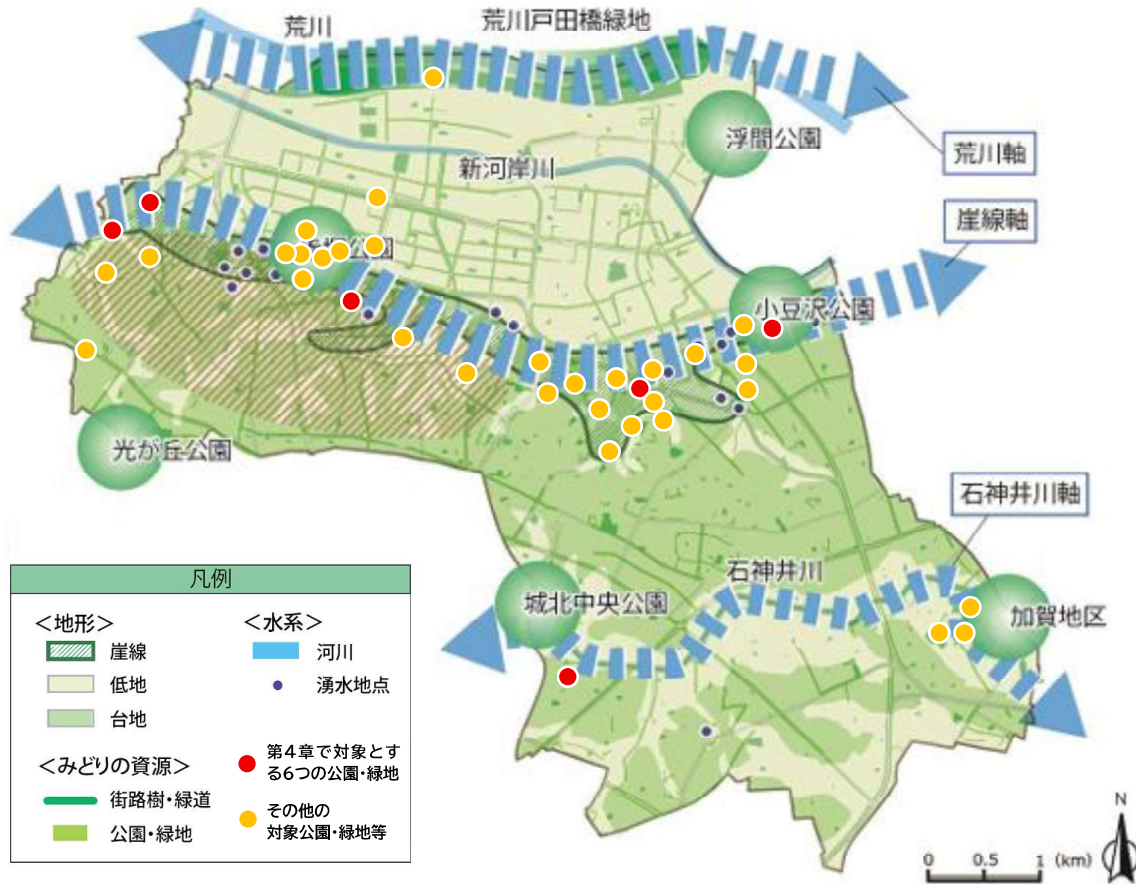 荒川
荒川戸田橋緑地
浮間公園
荒川軸
新河岸川
崖線軸
公園
小豆沢公園
光が丘公園
石神井川軸
石神井川
城北中央公園
加賀地区
凡例
＜地形＞
崖線
低地
台地
＜水系＞
河川
湧水地点
＜みどりの資源＞
街路樹・緑道
公園・緑地
第4章で対象とす
る6つの公園・緑地
その他の
対象公園・緑地等
N
0 0.5 1 (km)